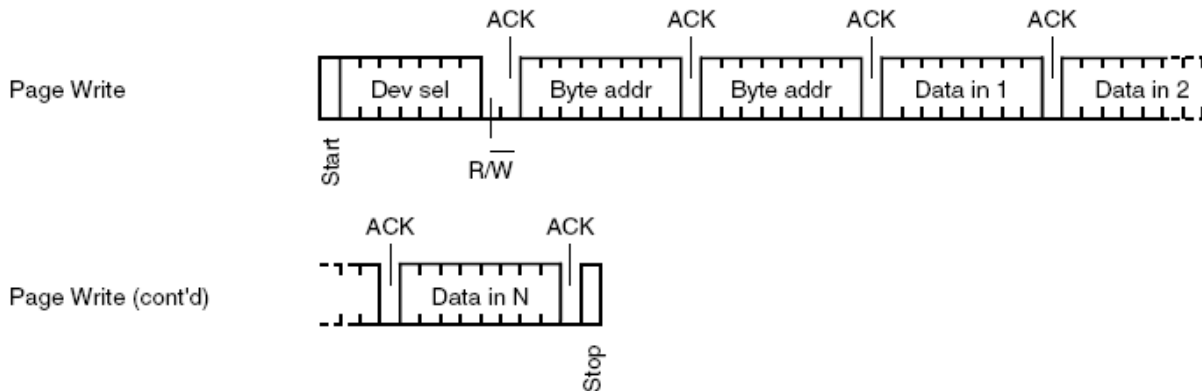 ACK ACK ACK ACK
Page Write Dev sel Byte addr Byte addr Data in 1 Data in 2
Start R/W̅
ACK ACK
Page Write (cont'd) Data in N
Stop